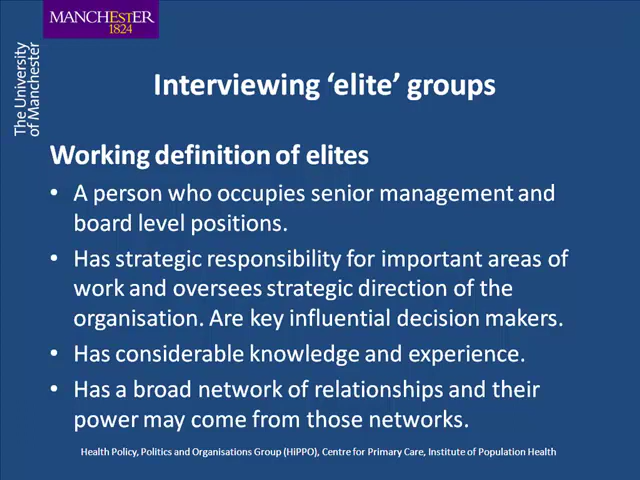 MANCHESTER
1824
The University
of Manchester
Interviewing ‘elite’ groups
Working definition of elites
• A person who occupies senior management and
board level positions.
• Has strategic responsibility for important areas of
work and oversees strategic direction of the
organisation. Are key influential decision makers.
• Has considerable knowledge and experience.
• Has a broad network of relationships and their
power may come from those networks.
Health Policy, Politics and Organisations Group (HiPPO), Centre for Primary Care, Institute of Population Health